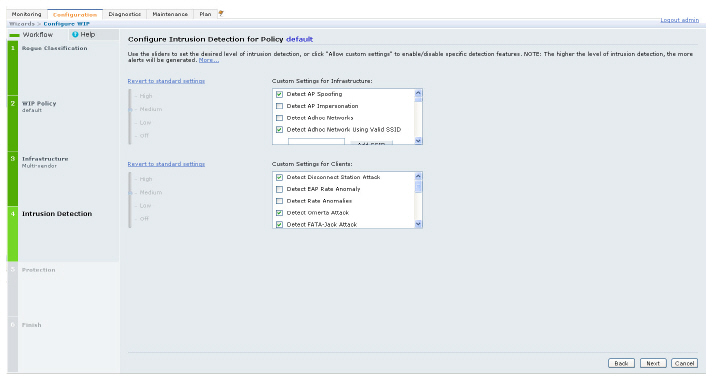 Monitoring Configuration Diagnostics Maintenance Plan
Wizards > Configure WIP
Logout admin
Workflow Help
1 Rogue Classification
2 WIP Policy
default
3 Infrastructure
Multi-vendor
4 Intrusion Detection
5 Protection
6 Finish
Configure Intrusion Detection for Policy default
Use the sliders to set the desired level of intrusion detection, or click "Allow custom settings" to enable/disable specific detection features. NOTE: The higher the level of intrusion detection, the more
alerts will be generated. More...
Revert to standard settings
High
Medium
Low
Off
Custom Settings for Infrastructure:
Detect AP Spoofing
Detect AP Impersonation
Detect Adhoc Networks
Detect Adhoc Network Using Valid SSID
Add SSID
Revert to standard settings
High
Medium
Low
Off
Custom Settings for Clients:
Detect Disconnect Station Attack
Detect EAP Rate Anomaly
Detect Rate Anomalies
Detect Omerta Attack
Detect FATA-Jack Attack
Back Next Cancel